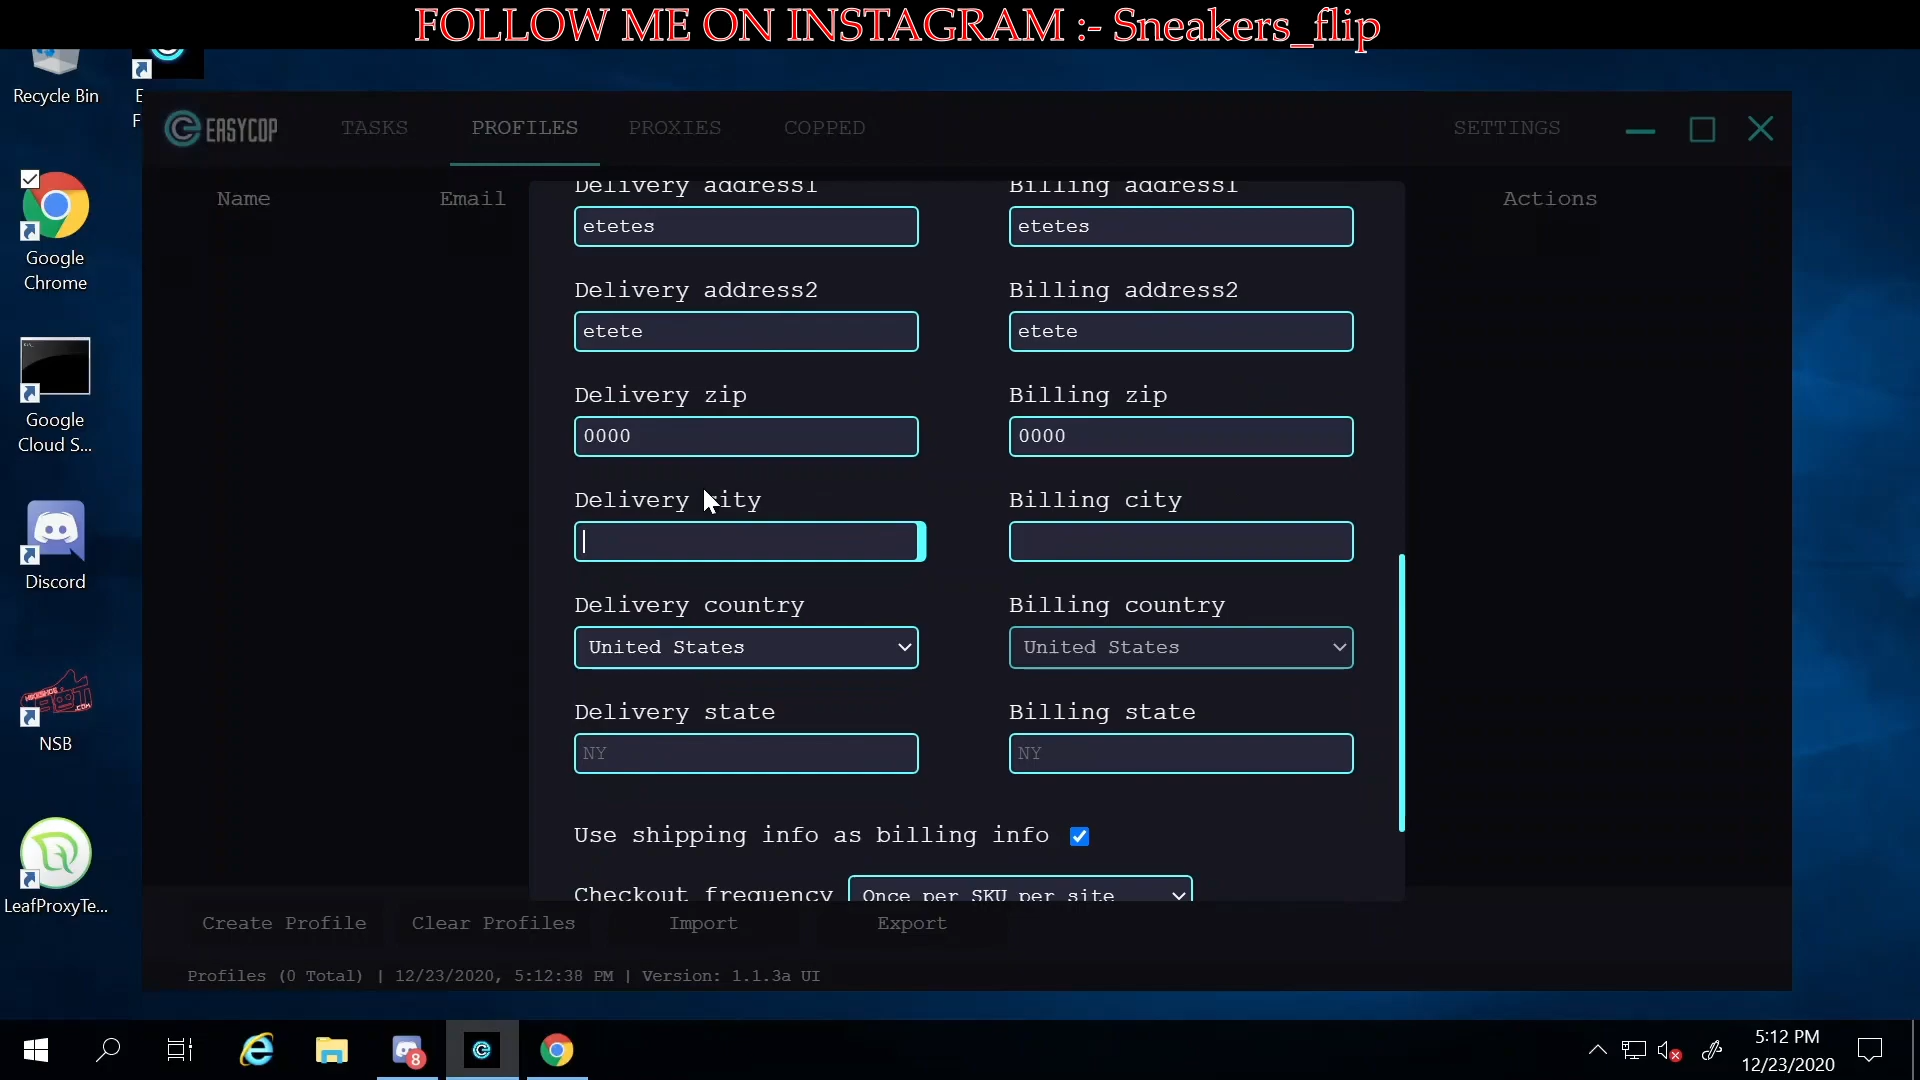 FOLLOW ME ON INSTAGRAM :- Sneakers_flip
Recycle Bin
E
F
EASYCOP
TASKS
PROFILES
PROXIES
COPPED
SETTINGS
Name
Email
Actions
Google
Chrome
Google
Cloud S...
Discord
NSB
LeafProxyTe...
Delivery address1
Billing address1
etetes
etetes
Delivery address2
Billing address2
etete
etete
Delivery zip
Billing zip
0000
0000
Delivery city
Billing city
Delivery country
Billing country
United States
United States
Delivery state
Billing state
NY
NY
Use shipping info as billing info
Checkout frequency
Once per SKU per site
Create Profile
Clear Profiles
Import
Export
Profiles (0 Total) | 12/23/2020, 5:12:38 PM | Version: 1.1.3a UI
8
5:12 PM
12/23/2020